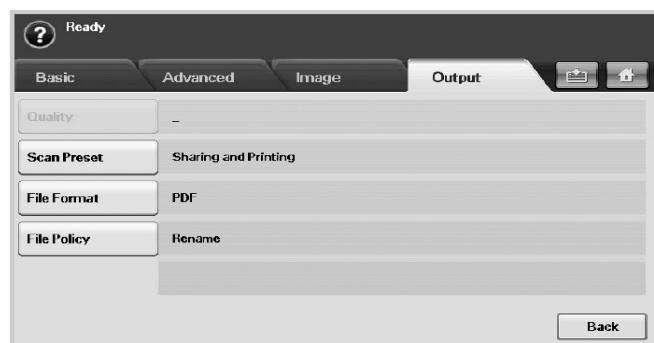 Ready
Basic Advanced Image Output
Quality –
Scan Preset Sharing and Printing
File Format PDF
File Policy Rename
Back